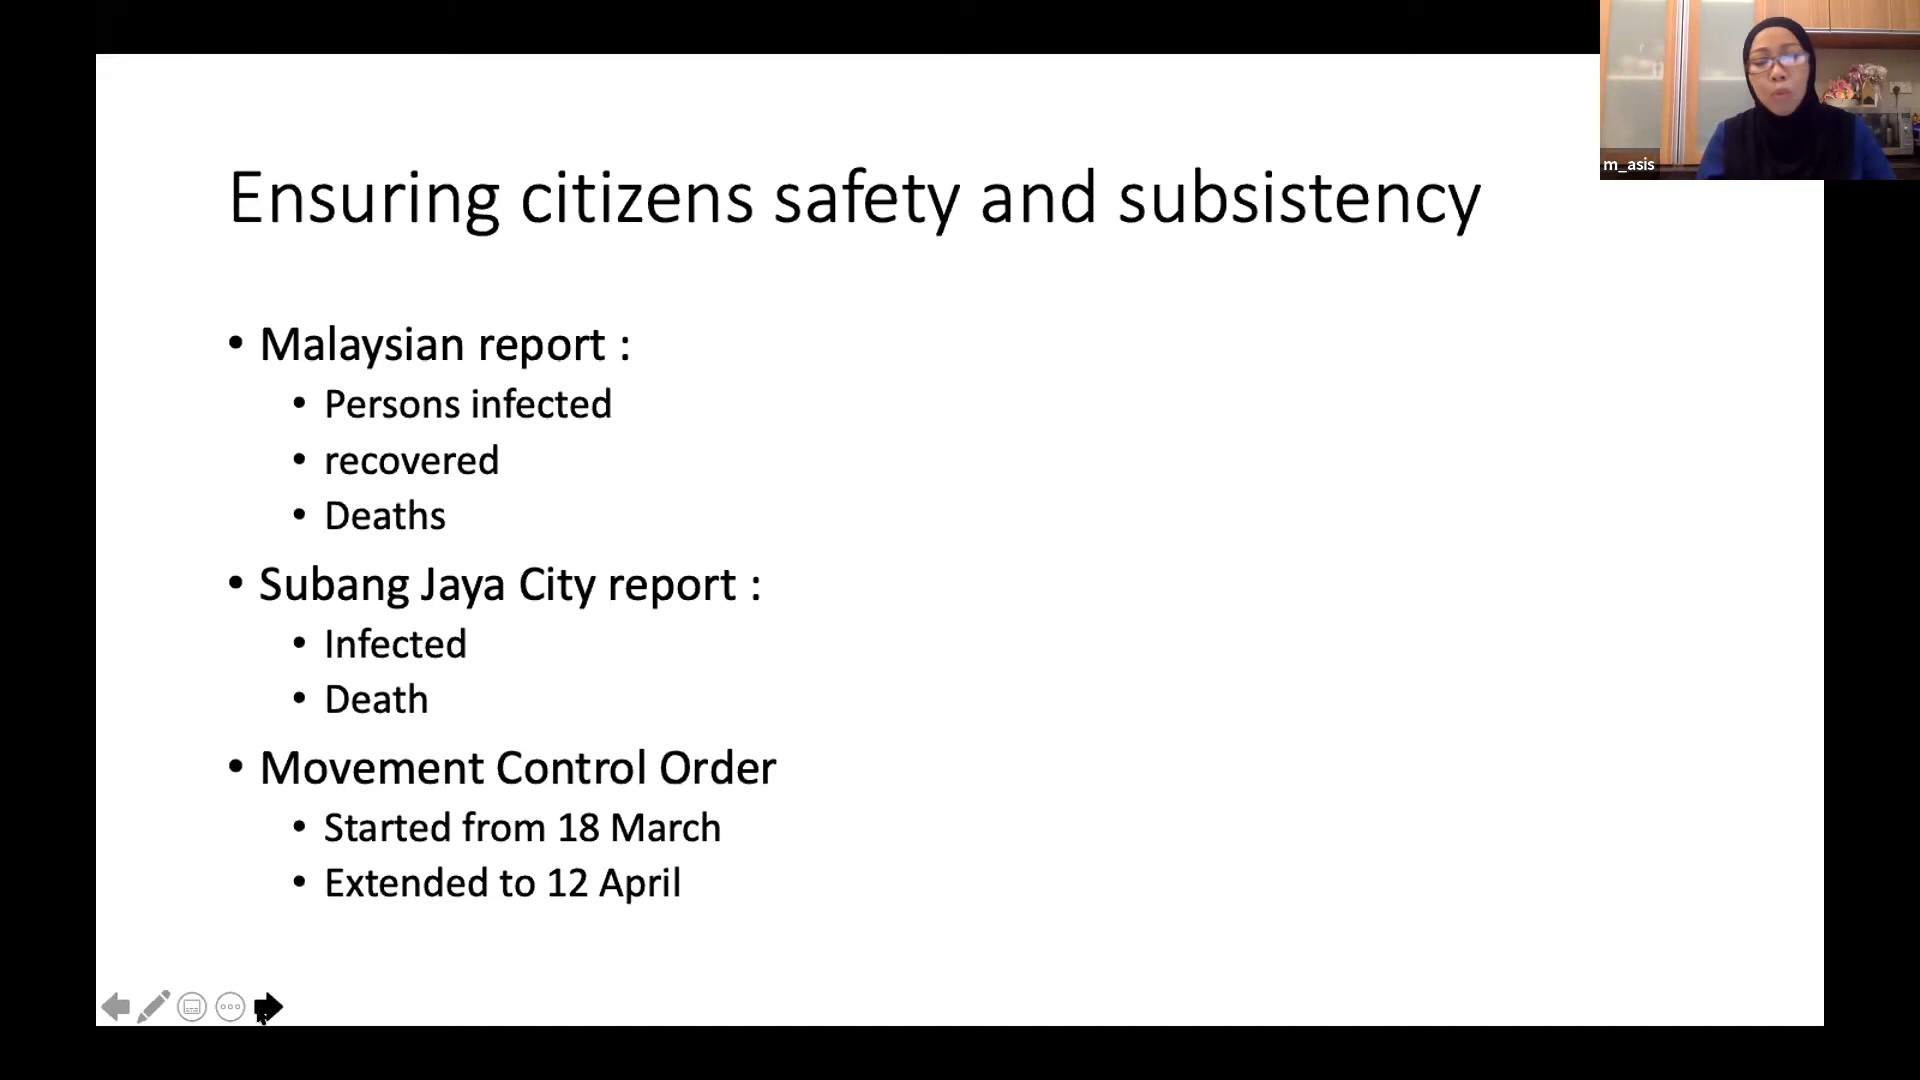 Ensuring citizens safety and subsistency
• Malaysian report :
• Persons infected
• recovered
• Deaths
• Subang Jaya City report :
• Infected
• Death
• Movement Control Order
• Started from 18 March
• Extended to 12 April
m_asis